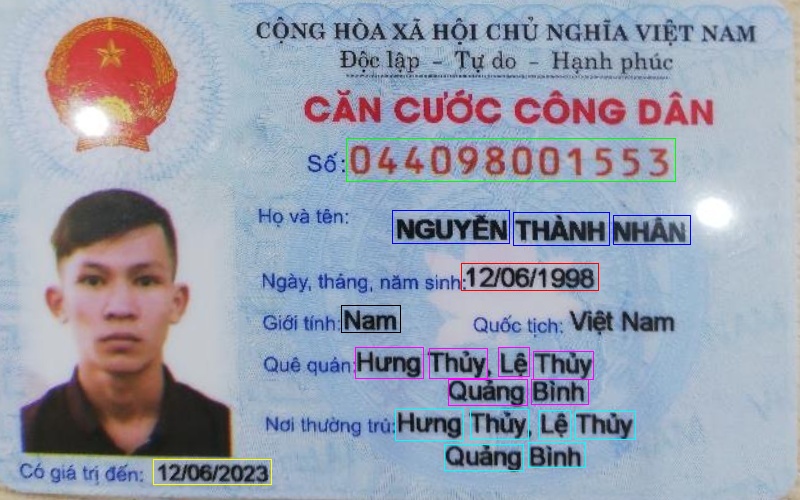 CỘNG HÒA XÃ HỘI CHỦ NGHĨA VIỆT NAM
Độc lập - Tự do - Hạnh phúc
CĂN CƯỚC CÔNG DÂN
Số: 044098001553
Họ và tên: NGUYỄN THÀNH NHÂN
Ngày, tháng, năm sinh: 12/06/1998
Giới tính: Nam Quốc tịch: Việt Nam
Quê quán: Hưng Thủy, Lệ Thủy
Quảng Bình
Nơi thường trú: Hưng Thủy, Lệ Thủy
Quảng Bình
Có giá trị đến: 12/06/2023